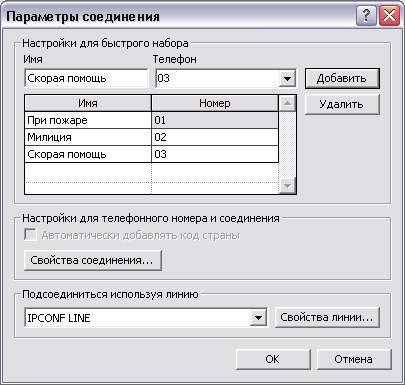 Параметры соединения
Настройки для быстрого набора
Имя Телефон
Скорая помощь 03 Добавить
Удалить
Имя Номер
При пожаре 01
Милиция 02
Скорая помощь 03
Настройки для телефонного номера и соединения
Автоматически добавлять код страны
Свойства соединения...
Подсоединиться используя линию
IPCONF LINE Свойства линии...
OK Отмена